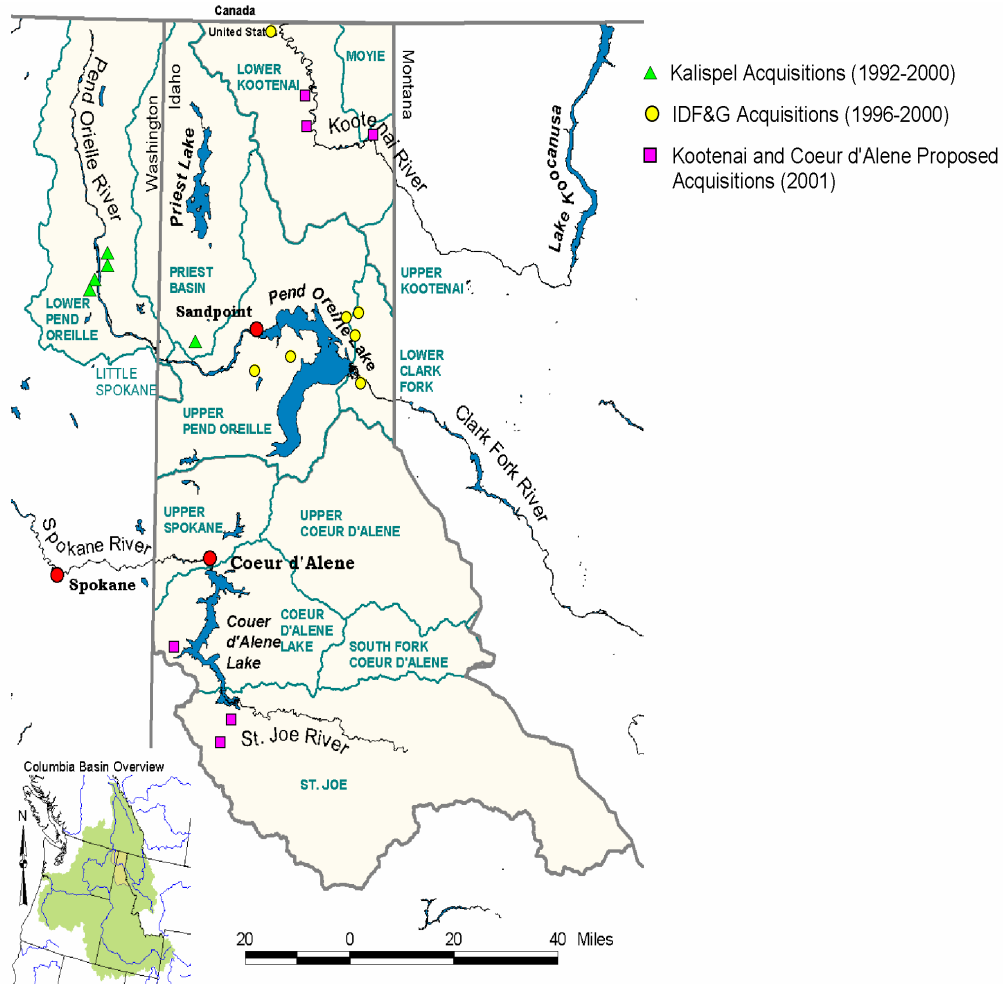 Canada
United Stat
MOYIE
LOWER
KOOTENAI
Pend Orielle River
Washington
Idaho
Montana
Kootenai River
Priest Lake
Lake Koocanusa
Kalispel Acquisitions (1992-2000)
IDF&G Acquisitions (1996-2000)
Kootenai and Coeur d'Alene Proposed
Acquisitions (2001)
PRIEST
BASIN
UPPER
KOOTENAI
Sandpoint
Pend Oreille Lake
LOWER
PEND
OREILLE
LITTLE
SPOKANE
LOWER
CLARK
FORK
UPPER
PEND OREILLE
Clark Fork River
UPPER
SPOKANE
UPPER
COEUR D'ALENE
Spokane River
Coeur d'Alene
Spokane
Couer
d'Alene
Lake
COEUR
D'ALENE
LAKE
SOUTH FORK
COEUR D'ALENE
St. Joe River
ST. JOE
Columbia Basin Overview
N
20 0 20 40 Miles